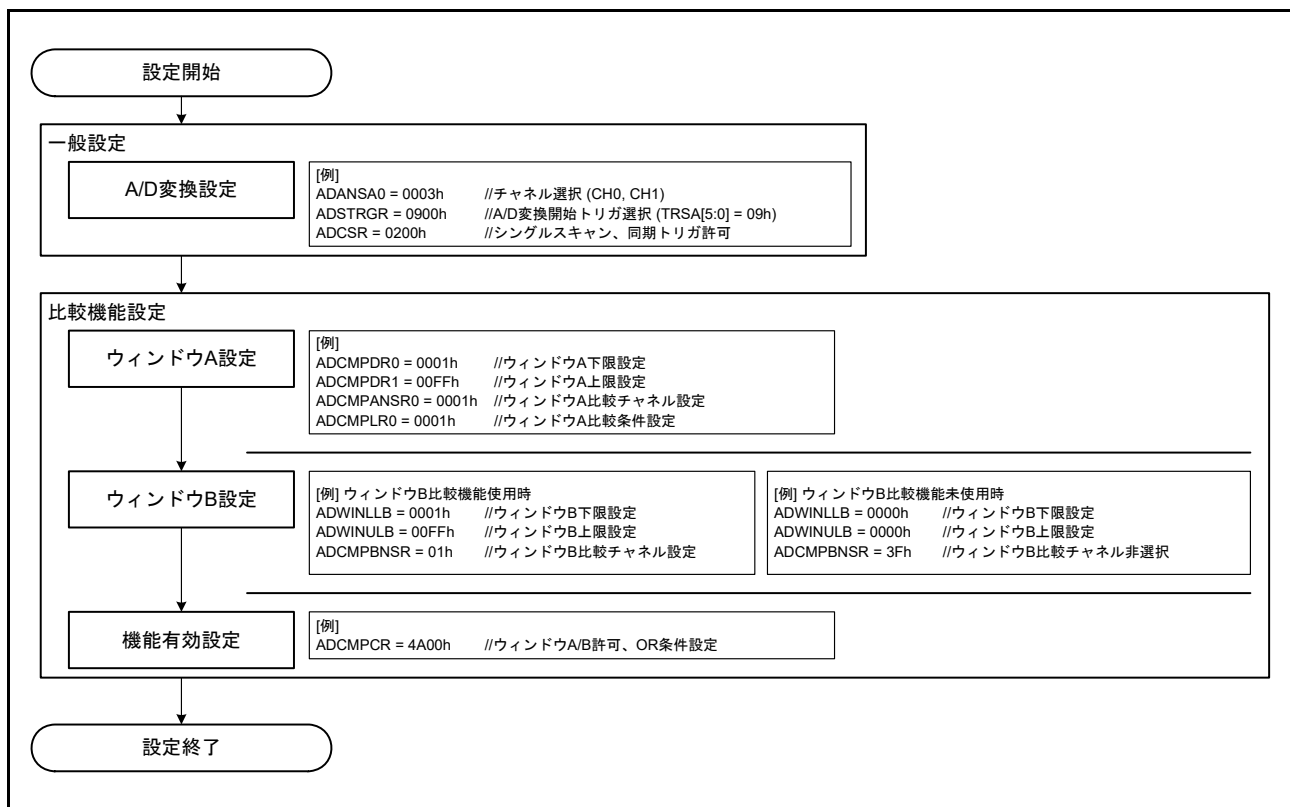 設定開始
一般設定
A/D変換設定
[例]
ADANSA0 = 0003h //チャネル選択 (CH0, CH1)
ADSTRGR = 0900h //A/D変換開始トリガ選択 (TRSA[5:0] = 09h)
ADCSR = 0200h //シングルスキャン、同期トリガ許可
比較機能設定
ウィンドウA設定
[例]
ADCMPDR0 = 0001h //ウィンドウA下限設定
ADCMPDR1 = 00FFh //ウィンドウA上限設定
ADCMPANSR0 = 0001h //ウィンドウA比較チャネル設定
ADCMPLR0 = 0001h //ウィンドウA比較条件設定
ウィンドウB設定
[例] ウィンドウB比較機能使用時
ADWINLLB = 0001h //ウィンドウB下限設定
ADWINULB = 00FFh //ウィンドウB上限設定
ADCMPBNSR = 01h //ウィンドウB比較チャネル設定
[例] ウィンドウB比較機能未使用時
ADWINLLB = 0000h //ウィンドウB下限設定
ADWINULB = 0000h //ウィンドウB上限設定
ADCMPBNSR = 3Fh //ウィンドウB比較チャネル非選択
機能有効設定
[例]
ADCMPCR = 4A00h //ウィンドウA/B許可、OR条件設定
設定終了